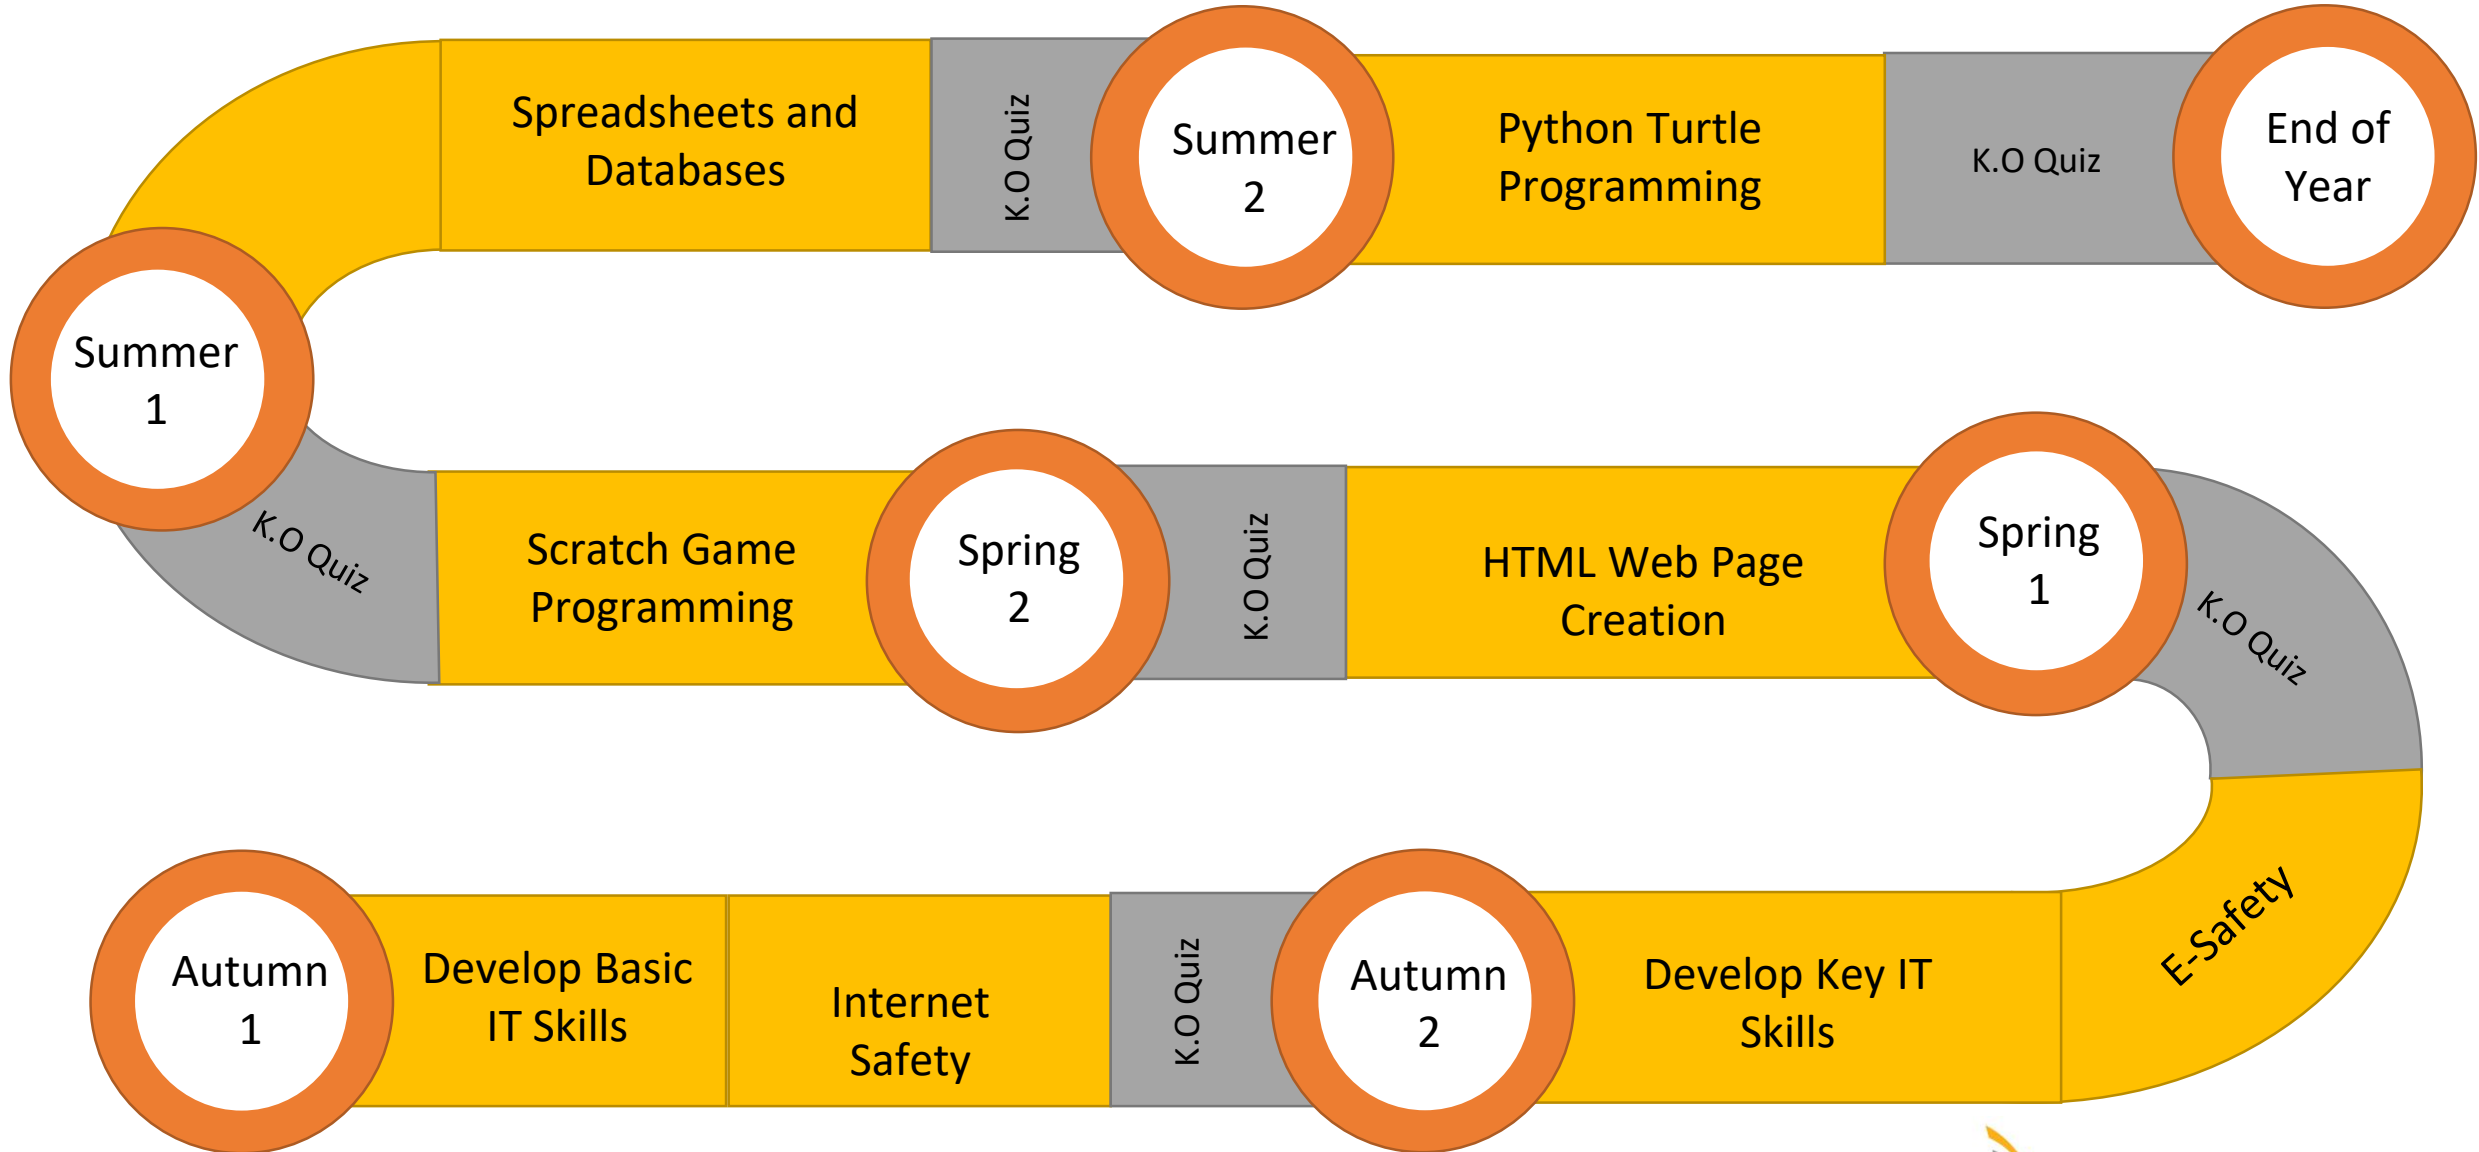 Spreadsheets and
Databases
K.O Quiz
Summer
2
Python Turtle
Programming
K.O Quiz
End of
Year
Summer
1
K.O Quiz
Scratch Game
Programming
Spring
2
K.O Quiz
HTML Web Page
Creation
Spring
1
K.O Quiz
Autumn
1
Develop Basic
IT Skills
Internet
Safety
K.O Quiz
Autumn
2
Develop Key IT
Skills
E-Safety